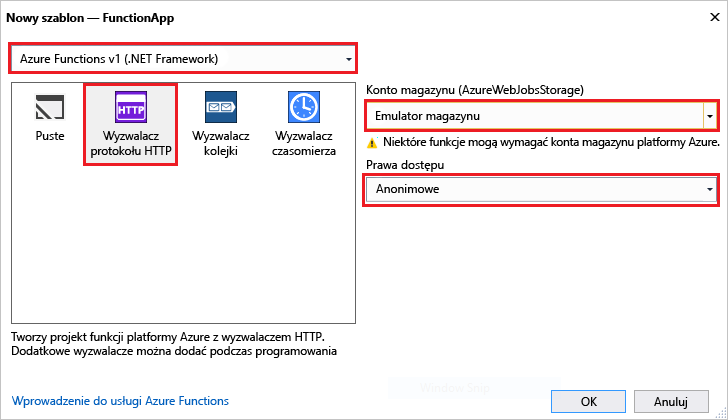 Nowy szablon — FunctionApp
Azure Functions v1 (.NET Framework)
Puste
HTTP
Wyzwalacz
protokołu HTTP
Wyzwalacz
kolejki
Wyzwalacz
czasomierza
Konto magazynu (AzureWebJobsStorage)
Emulator magazynu
Niektóre funkcje mogą wymagać konta magazynu platformy Azure.
Prawa dostępu
Anonimowe
Tworzy projekt funkcji platformy Azure z wyzwalaczem HTTP.
Dodatkowe wyzwalacze można dodać podczas programowania
Window Snip
Wprowadzenie do usługi Azure Functions
OK
Anuluj